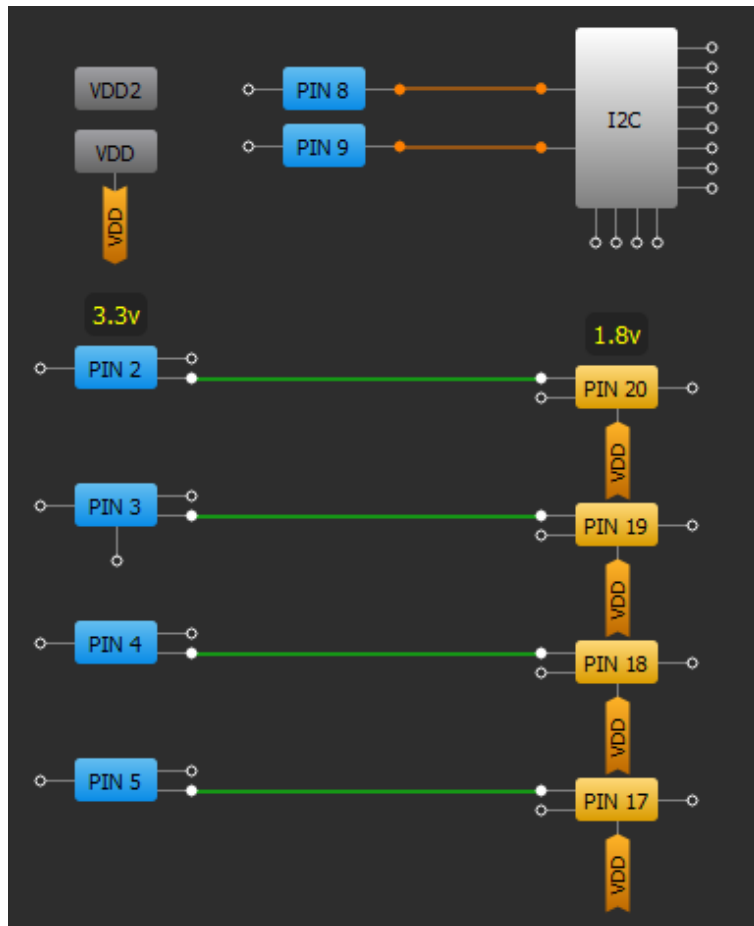 VDD2
PIN 8
I2C
VDD
PIN 9
VDD
3.3v
1.8v
PIN 2
PIN 20
VDD
PIN 3
PIN 19
VDD
PIN 4
PIN 18
VDD
PIN 5
PIN 17
VDD